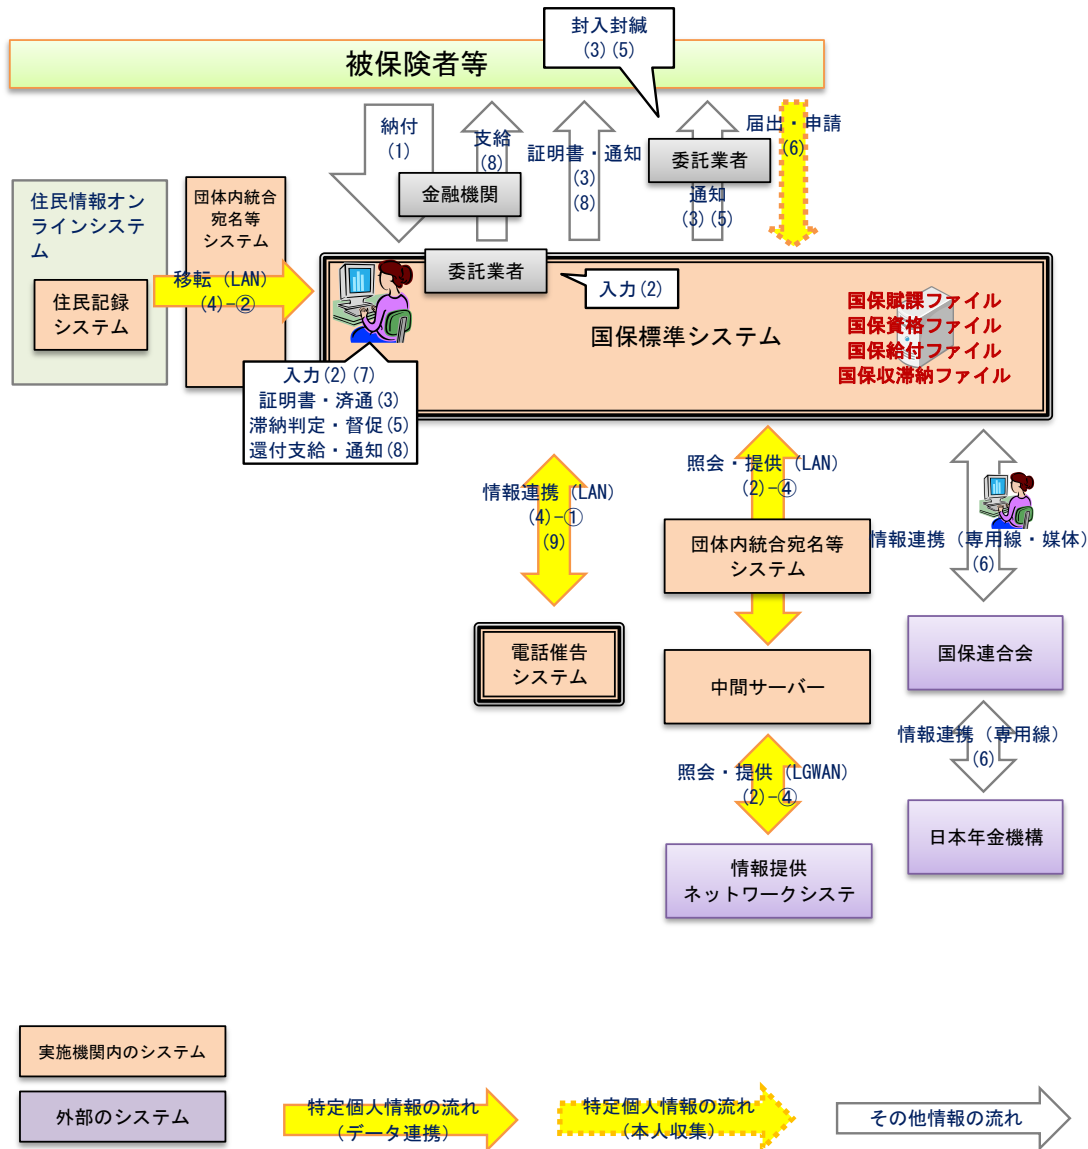 封入封緘
(3)(5)
被保険者等
納付
(1)
支給
(8)
証明書・通知
(3)
(8)
委託業者
通知
(3)(5)
届出・申請
(6)
金融機関
住民情報オン
ラインシステ
ム
住民記録
システム
団体内統合
宛名等
システム
移転（LAN）
(4)-②
委託業者
入力(2)
国保標準システム
国保賦課ファイル
国保資格ファイル
国保給付ファイル
国保収滞納ファイル
入力(2)(7)
証明書・済通(3)
滞納判定・督促(5)
還付支給・通知(8)
情報連携（LAN）
(4)-①
(9)
電話催告
システム
照会・提供（LAN）
(2)-④
団体内統合宛名等
システム
中間サーバー
照会・提供（LGWAN）
(2)-④
情報提供
ネットワークシステ
情報連携（専用線・媒体）
(6)
国保連合会
情報連携（専用線）
(6)
日本年金機構
実施機関内のシステム
外部のシステム
特定個人情報の流れ
（データ連携）
特定個人情報の流れ
（本人収集）
その他情報の流れ